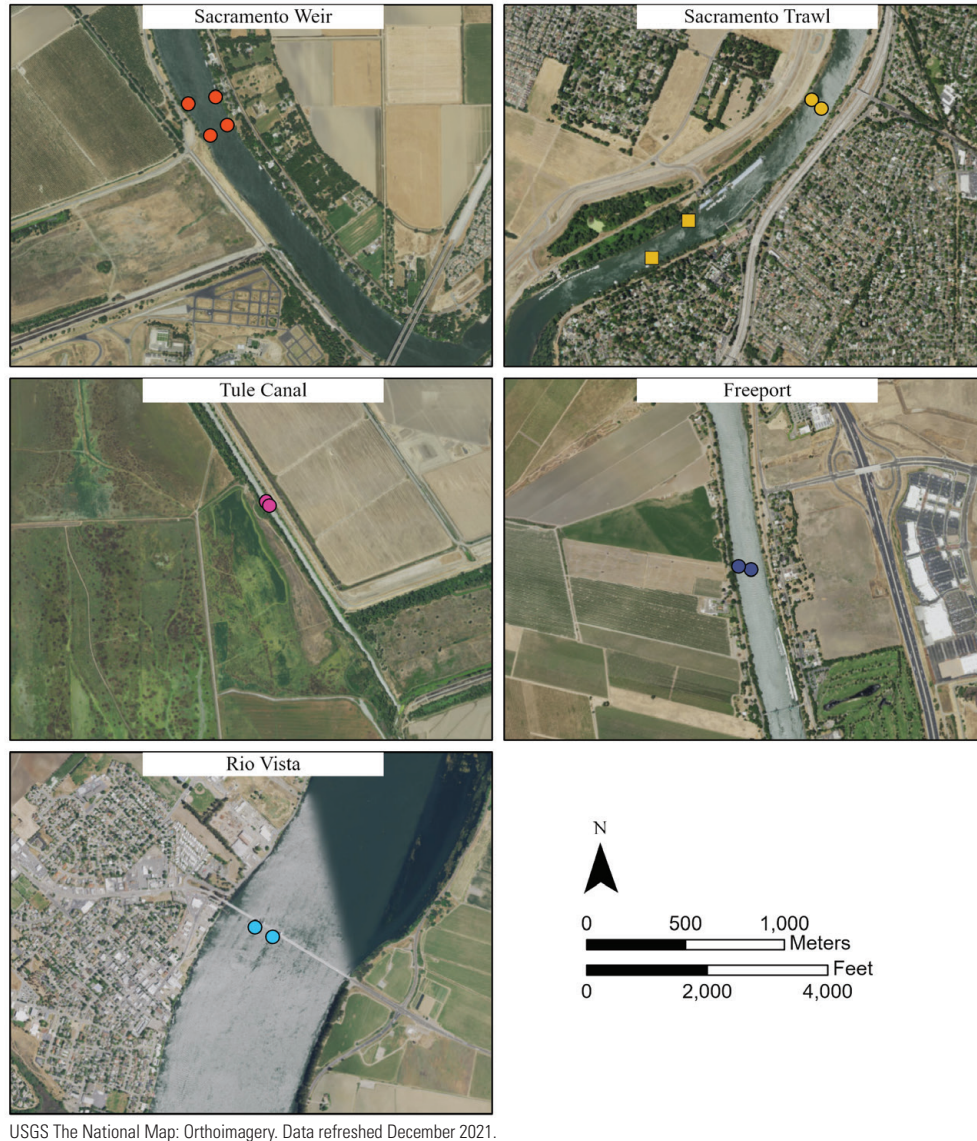 Sacramento Weir
Sacramento Trawl
Tule Canal
Freeport
Rio Vista
N
0 500 1,000
Meters
Feet
0 2,000 4,000
USGS The National Map: Orthoimagery. Data refreshed December 2021.